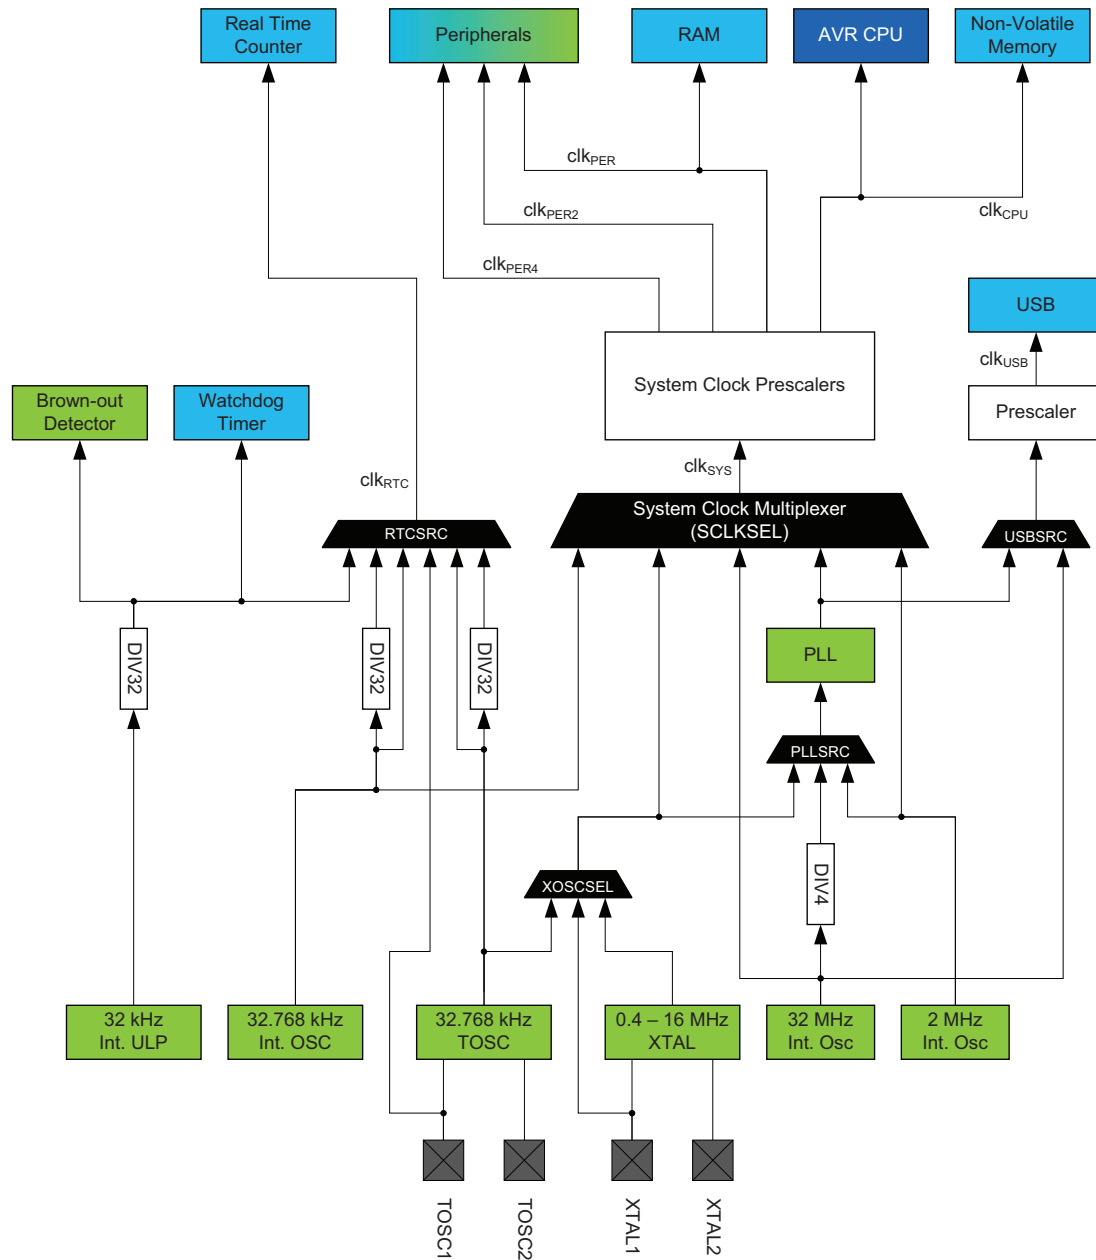 Real Time
Counter
Peripherals
RAM
AVR CPU
Non-Volatile
Memory
clkPER
clkPER2
clkCPU
clkPER4
USB
System Clock Prescalers
clkUSB
Brown-out
Detector
Watchdog
Timer
Prescaler
clkSYS
clkRTC
System Clock Multiplexer
(SCLKSEL)
RTCSRC
USBSRC
DIV32
DIV32
DIV32
PLL
PLLSRC
XOSCSEL
DIV4
32 kHz
Int. ULP
32.768 kHz
Int. OSC
32.768 kHz
TOSC
0.4 – 16 MHz
XTAL
32 MHz
Int. Osc
2 MHz
Int. Osc
TOSC1
TOSC2
XTAL1
XTAL2